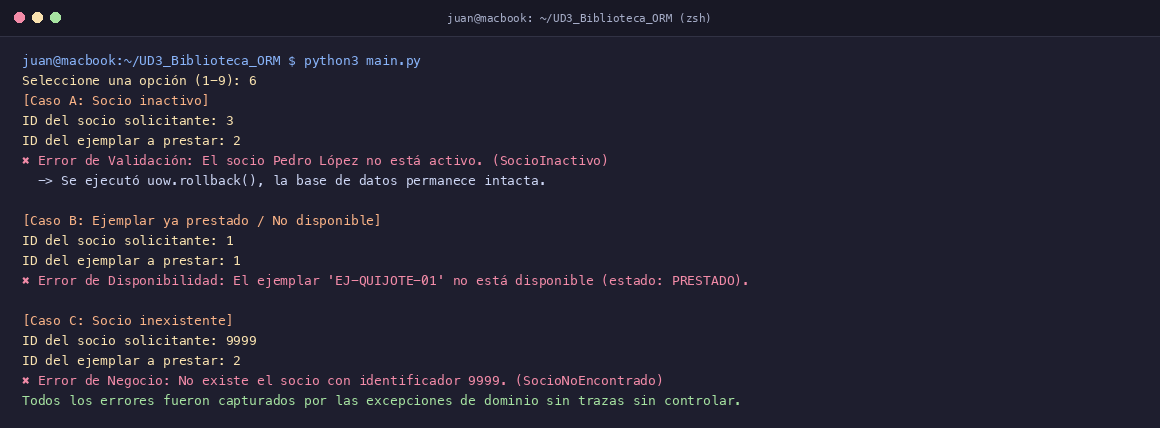 juan@macbook: ~/UD3_Biblioteca_ORM (zsh)
juan@macbook:~/UD3_Biblioteca_ORM $ python3 main.py
Seleccione una opción (1−9): 6
[Caso A: Socio inactivo]
ID del socio solicitante: 3
ID del ejemplar a prestar: 2
✖ Error de Validación: El socio Pedro López no está activo. (SocioInactivo)
−> Se ejecutó uow.rollback(), la base de datos permanece intacta.
[Caso B: Ejemplar ya prestado / No disponible]
ID del socio solicitante: 1
ID del ejemplar a prestar: 1
✖ Error de Disponibilidad: El ejemplar 'EJ−QUIJOTE−01' no está disponible (estado: PRESTADO).
[Caso C: Socio inexistente]
ID del socio solicitante: 9999
ID del ejemplar a prestar: 2
✖ Error de Negocio: No existe el socio con identificador 9999. (SocioNoEncontrado)
Todos los errores fueron capturados por las excepciones de dominio sin trazas sin controlar.